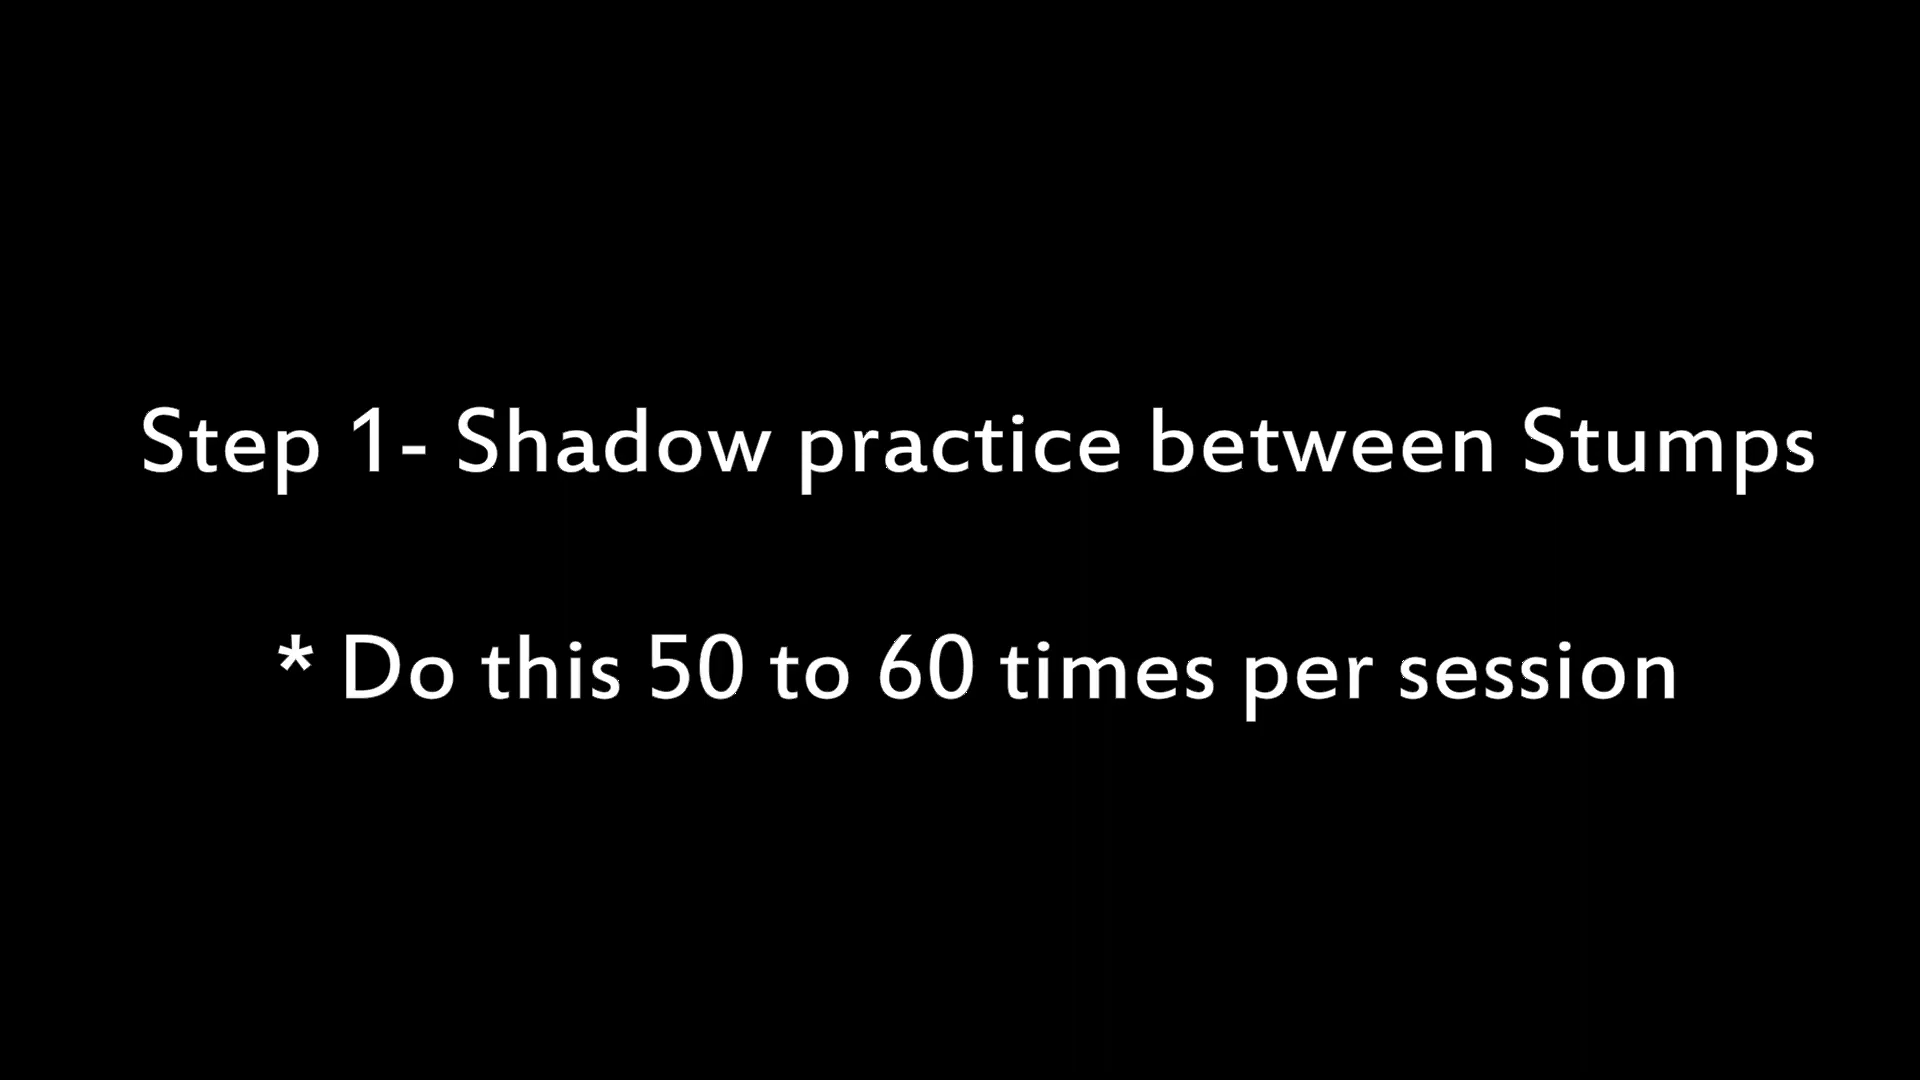 Step 1- Shadow practice between Stumps
* Do this 50 to 60 times per session